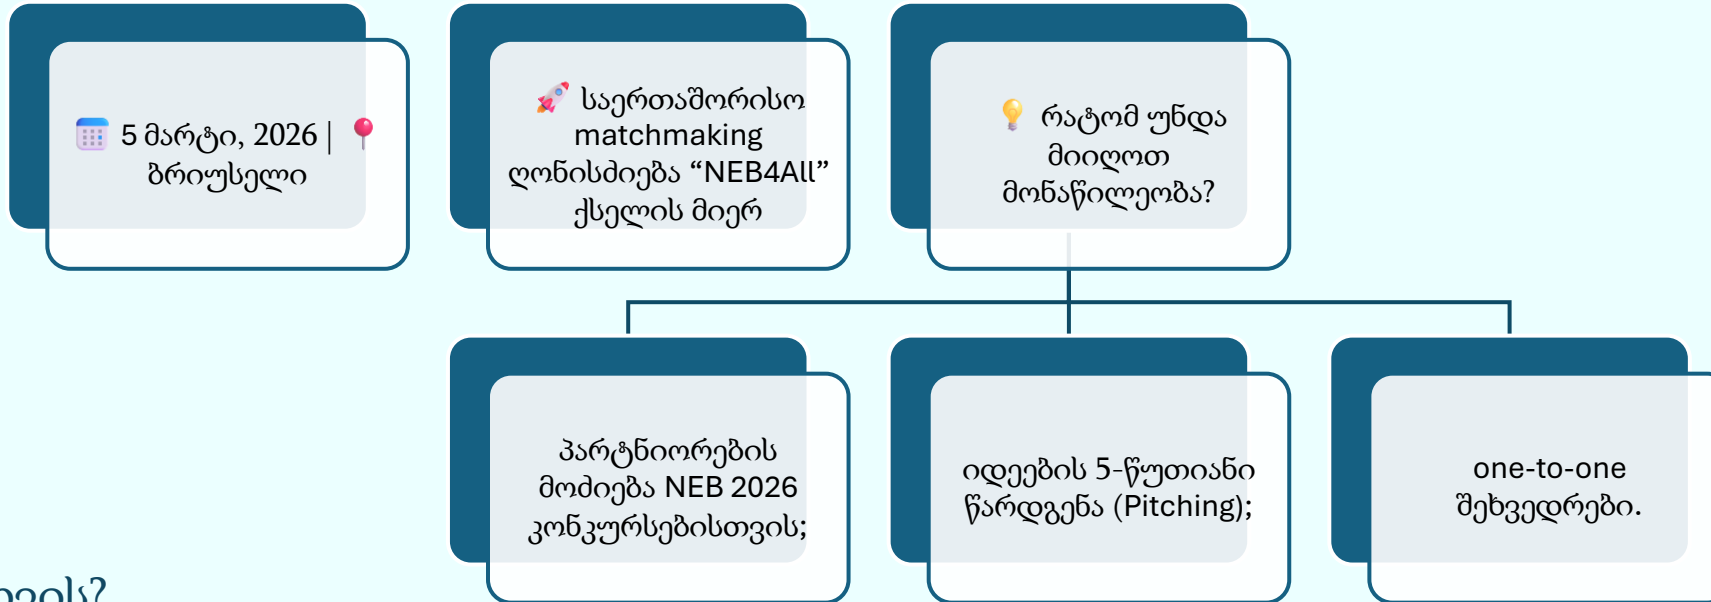 📅 5 მარტი, 2026 | 📍
ბრიუსელი
🚀 საერთაშორისო
matchmaking
ღონისძიება “NEB4All”
ქსელის მიერ
💡 რატომ უნდა
მიიღოთ
მონაწილეობა?
პარტნიორების
მოძიება NEB 2026
კონკურსებისთვის;
იდეების 5-წუთიანი
წარდგენა (Pitching);
one-to-one
შეხვედრები.